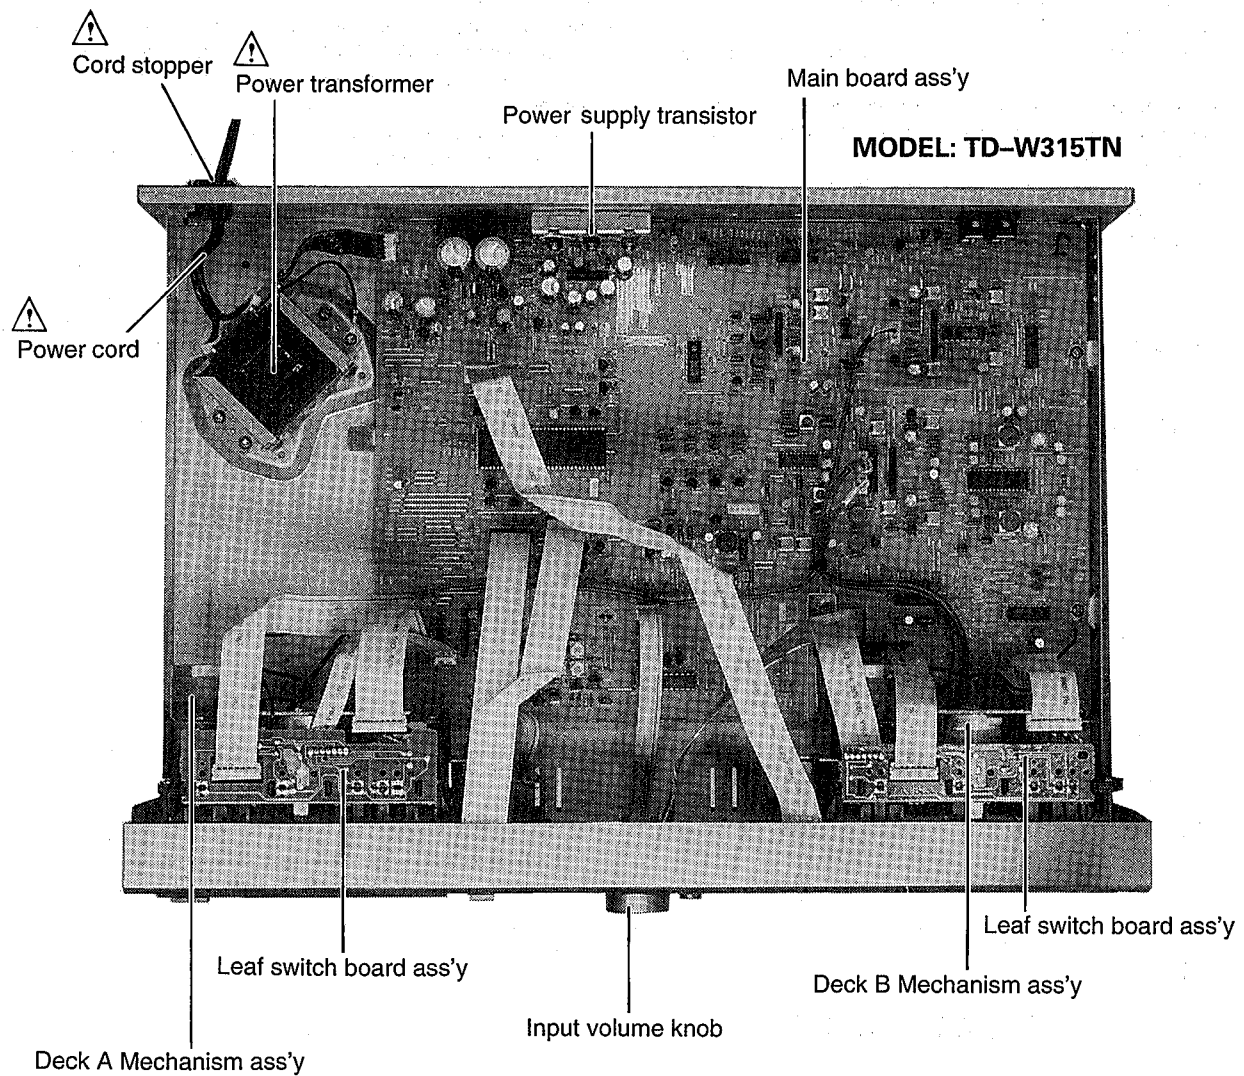 Cord stopper
Power transformer
Main board ass'y
Power supply transistor
MODEL: TD–W315TN
Power cord
Leaf switch board ass'y
Leaf switch board ass'y
Deck B Mechanism ass'y
Input volume knob
Deck A Mechanism ass'y